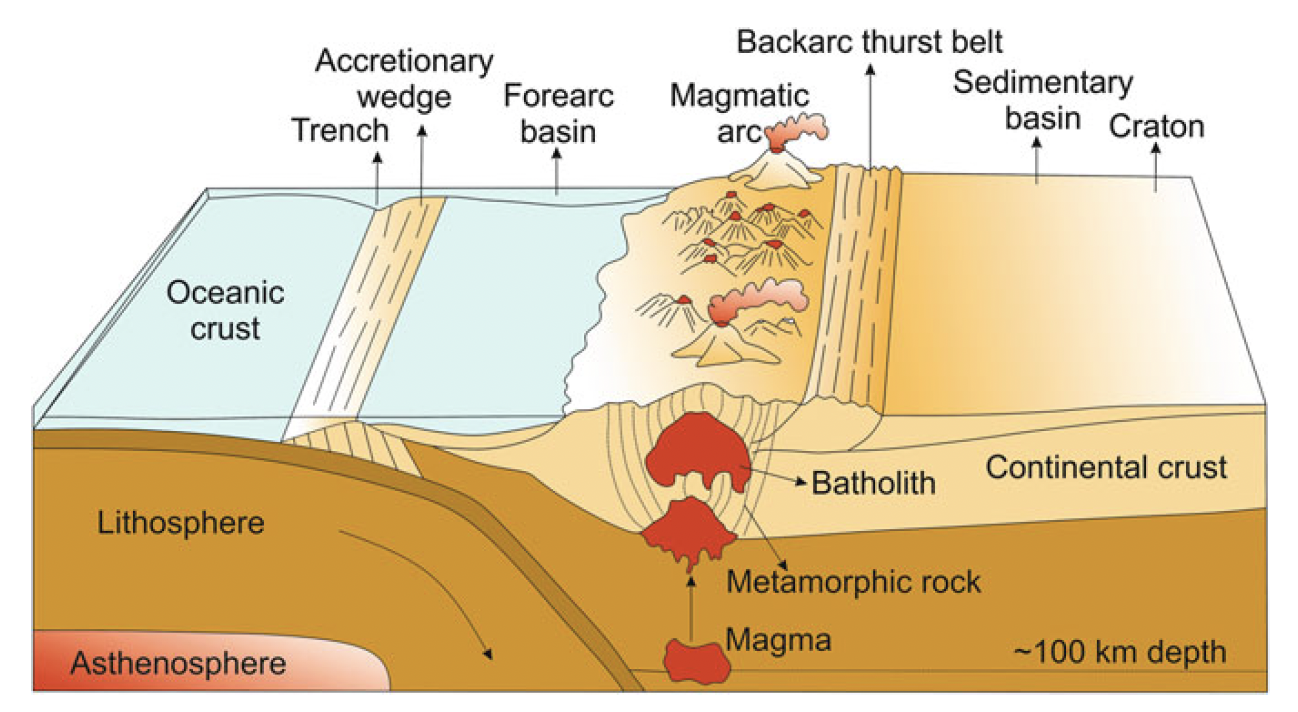 Backarc thurst belt
Accretionary
wedge
Trench
Forearc
basin
Magmatic
arc
Sedimentary
basin
Craton
Oceanic
crust
Batholith
Continental crust
Lithosphere
Metamorphic rock
Magma
~100 km depth
Asthenosphere